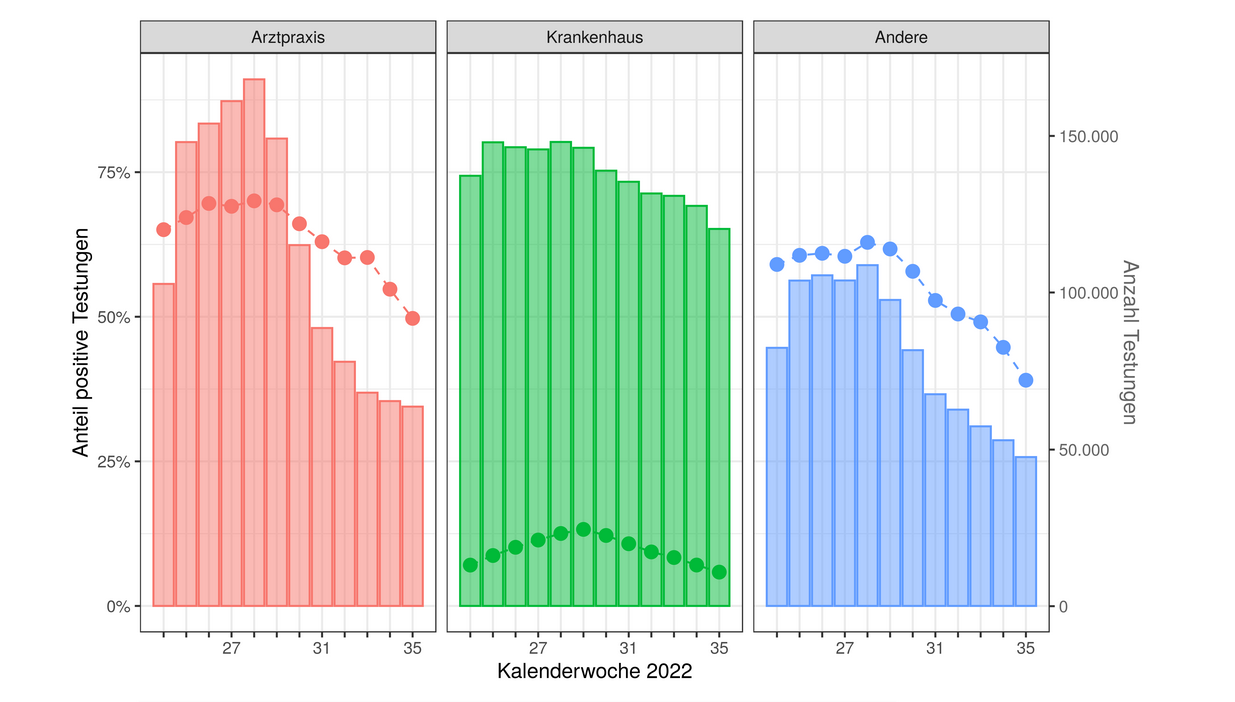 Arztpraxis Krankenhaus Andere
Anteil positive Testungen
75%
50%
25%
0%
150.000
100.000
50.000
0
Anzahl Testungen
27 31 35 27 31 35 27 31 35
Kalenderwoche 2022